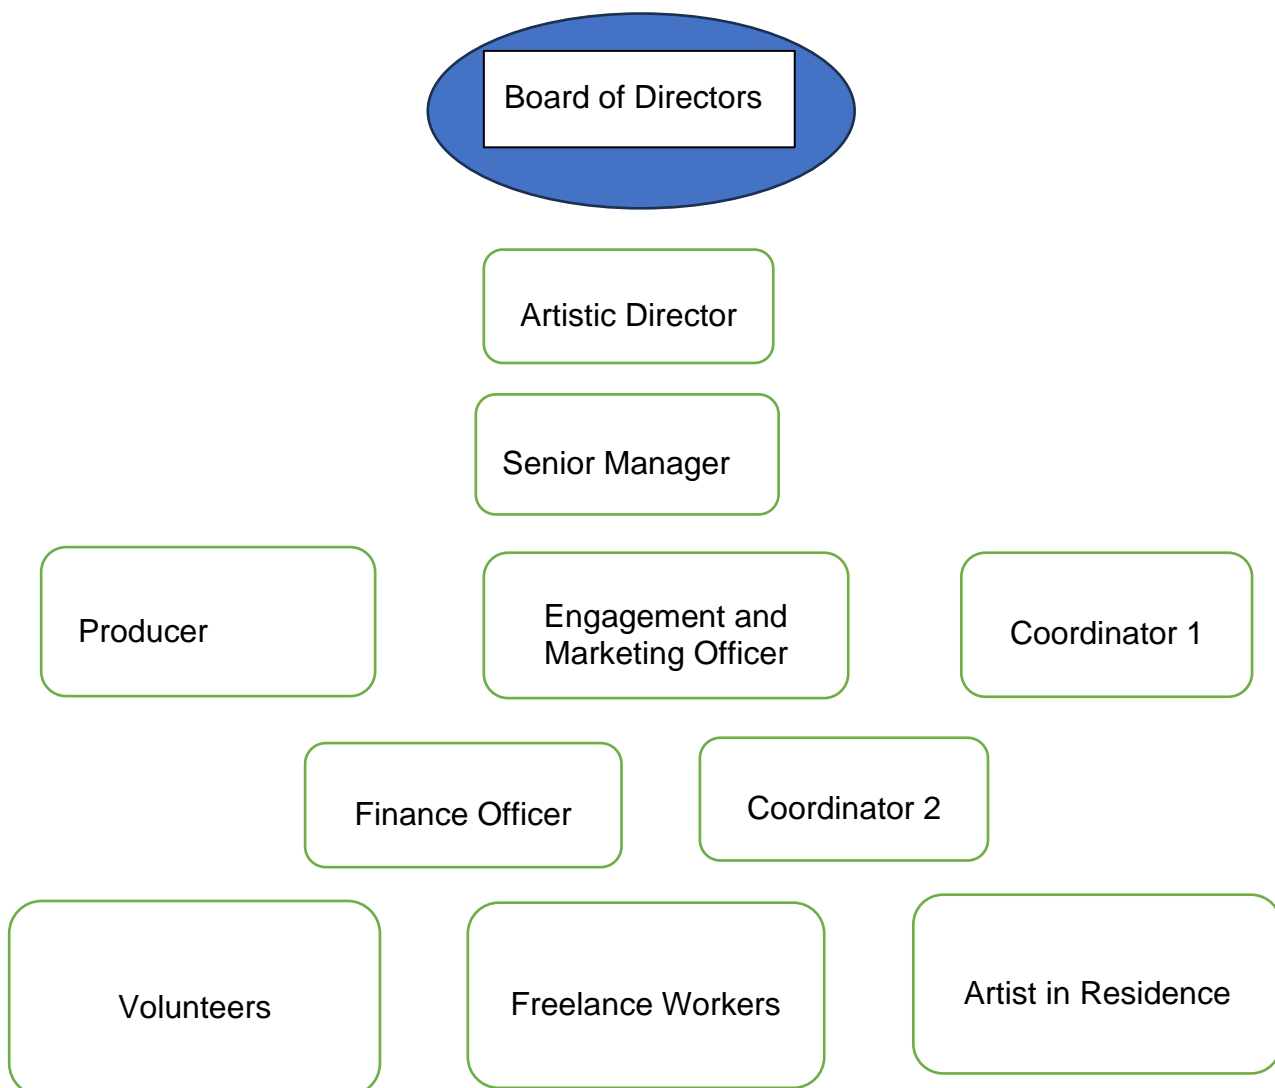 Board of Directors
Artistic Director
Senior Manager
Producer
Engagement and
Marketing Officer
Coordinator 1
Finance Officer
Coordinator 2
Volunteers
Freelance Workers
Artist in Residence